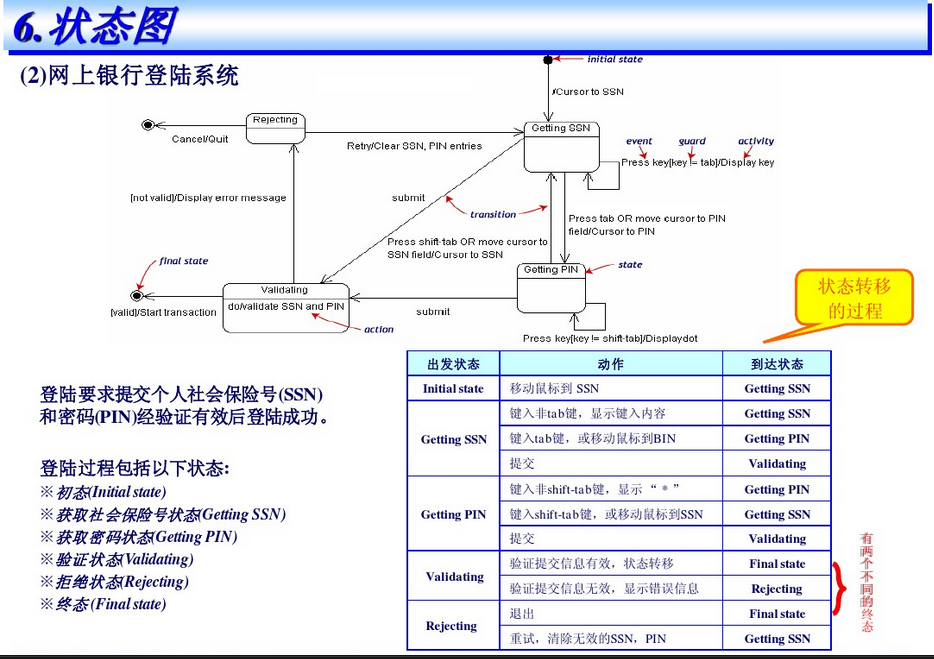 6.状态图
(2)网上银行登陆系统
initial state
/Cursor to SSN
Rejecting
Getting SSN
Cancel/Quit
Retry/Clear SSN, PIN entries
event guard activity
Press key[key != tab]/Display key
[not valid]/Display error message
submit
transition
Press tab OR move cursor to PIN
field/Cursor to PIN
Press shift-tab OR move cursor to
SSN field/Cursor to SSN
final state
Getting PIN
state
Validating
do/validate SSN and PIN
[valid]/Start transaction
submit
action
Press key[key != shift-tab]/Displaydot
状态转移
的过程
登陆要求提交个人社会保险号(SSN)
和密码(PIN)经验证有效后登陆成功。
登陆过程包括以下状态:
※初态(Initial state)
※获取社会保险号状态(Getting SSN)
※获取密码状态(Getting PIN)
※验证状态(Validating)
※拒绝状态(Rejecting)
※终态(Final state)
出发状态 动作 到达状态
Initial state 移动鼠标到 SSN Getting SSN
Getting SSN 键入非tab键，显示键入内容 Getting SSN
键入tab键，或移动鼠标到BIN Getting PIN
提交 Validating
Getting PIN 键入非shift-tab键，显示“*” Getting PIN
键入shift-tab键，或移动鼠标到SSN Getting SSN
提交 Validating
Validating 验证提交信息有效，状态转移 Final state
验证提交信息无效，显示错误信息 Rejecting
Rejecting 退出 Final state
重试，清除无效的SSN，PIN Getting SSN
有两个不同的终态